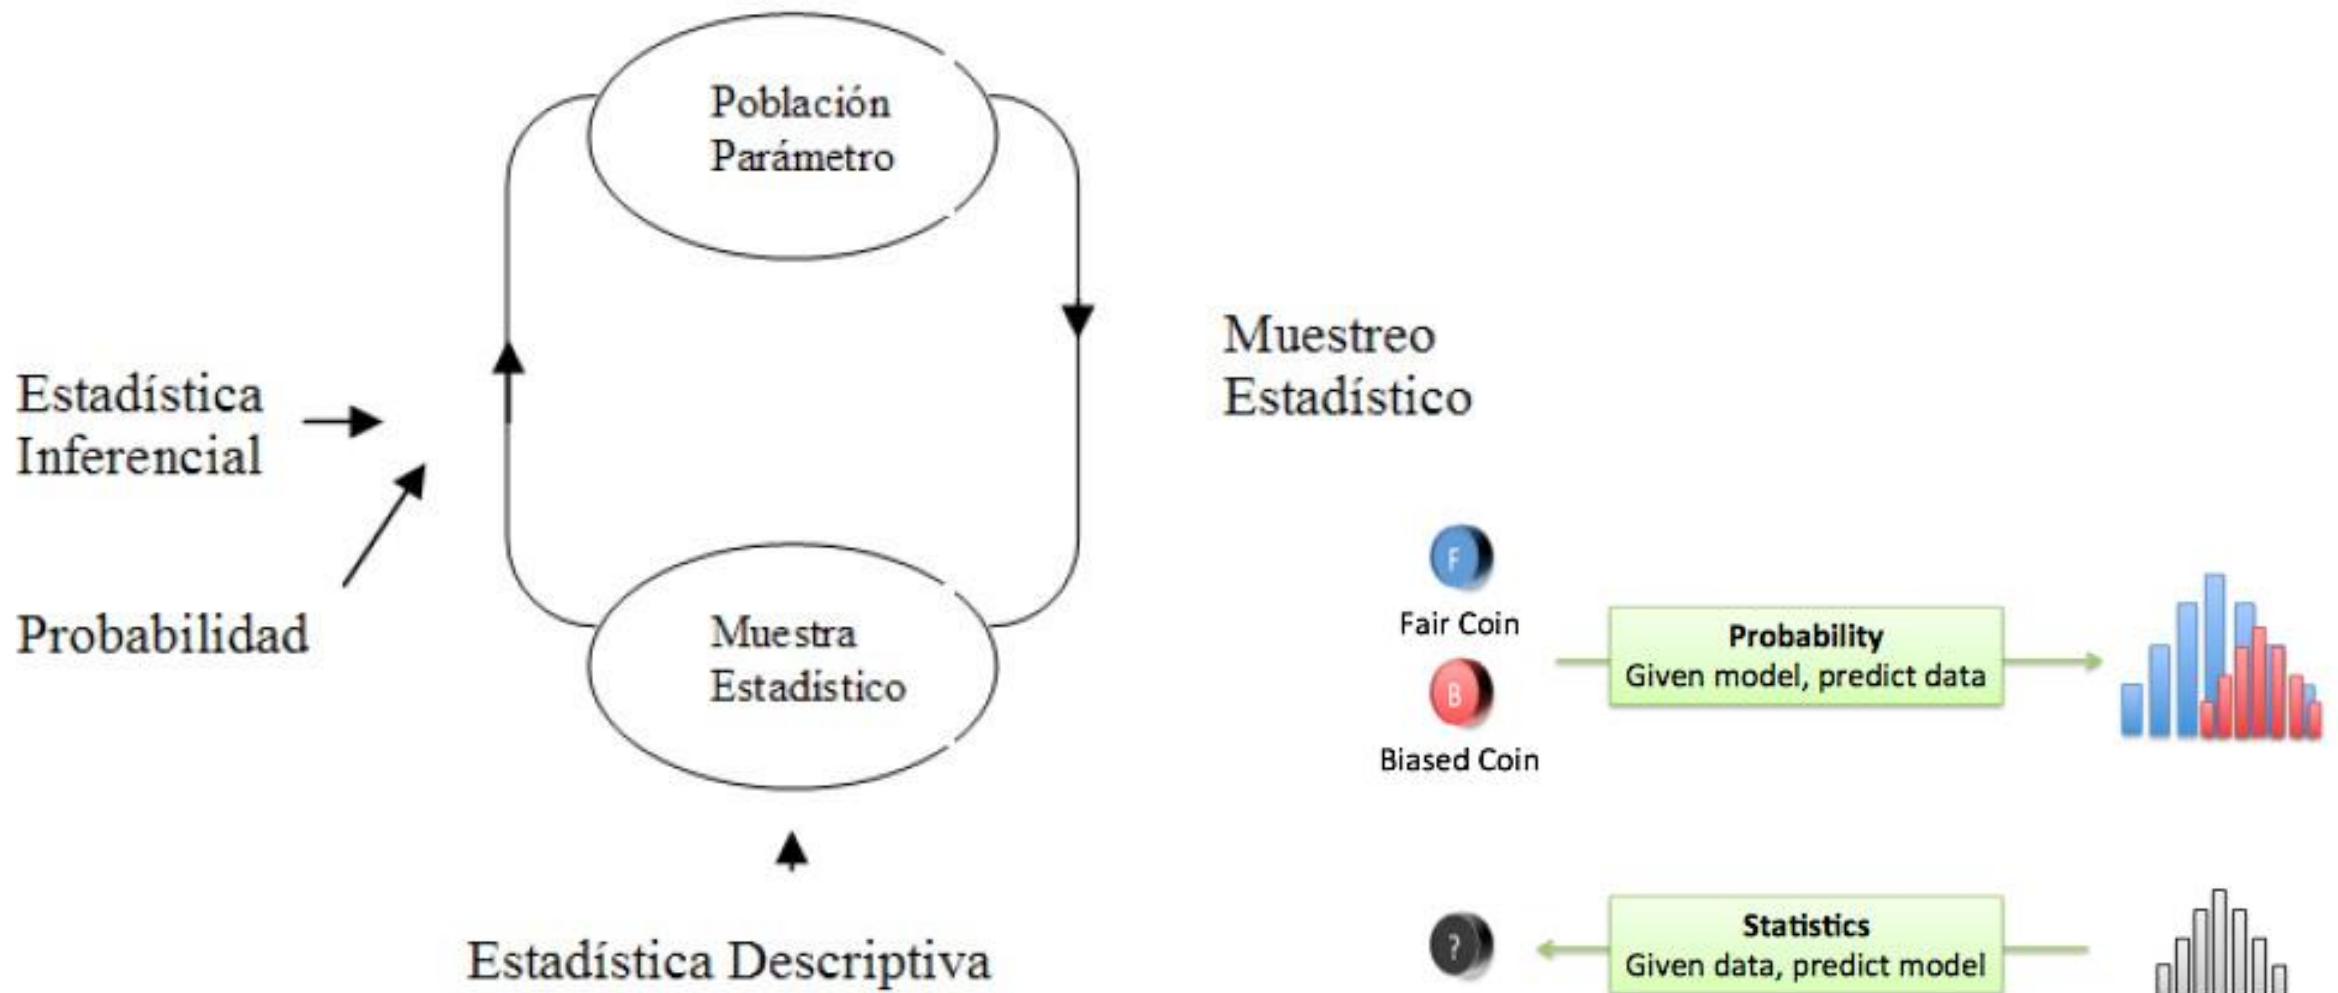 Población
Parámetro
Muestreo
Estadístico
Estadística
Inferencial
Probabilidad
Muestra
Estadístico
Estadística Descriptiva
F
Fair Coin
B
Biased Coin
Probability
Given model, predict data
?
Statistics
Given data, predict model